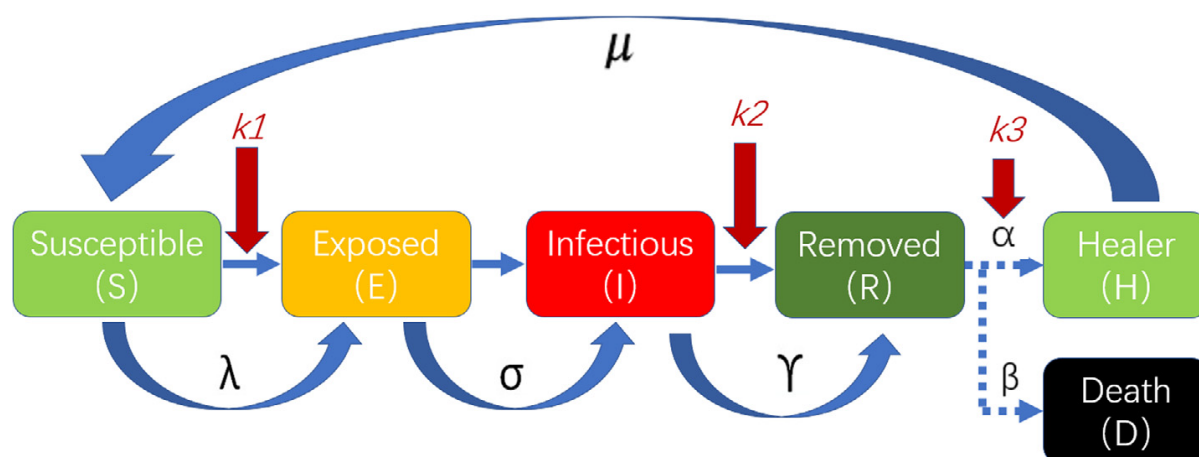 μ
k1
k2
k3
Susceptible
(S)
Exposed
(E)
Infectious
(I)
Removed
(R)
α
Healer
(H)
λ
σ
γ
β
Death
(D)